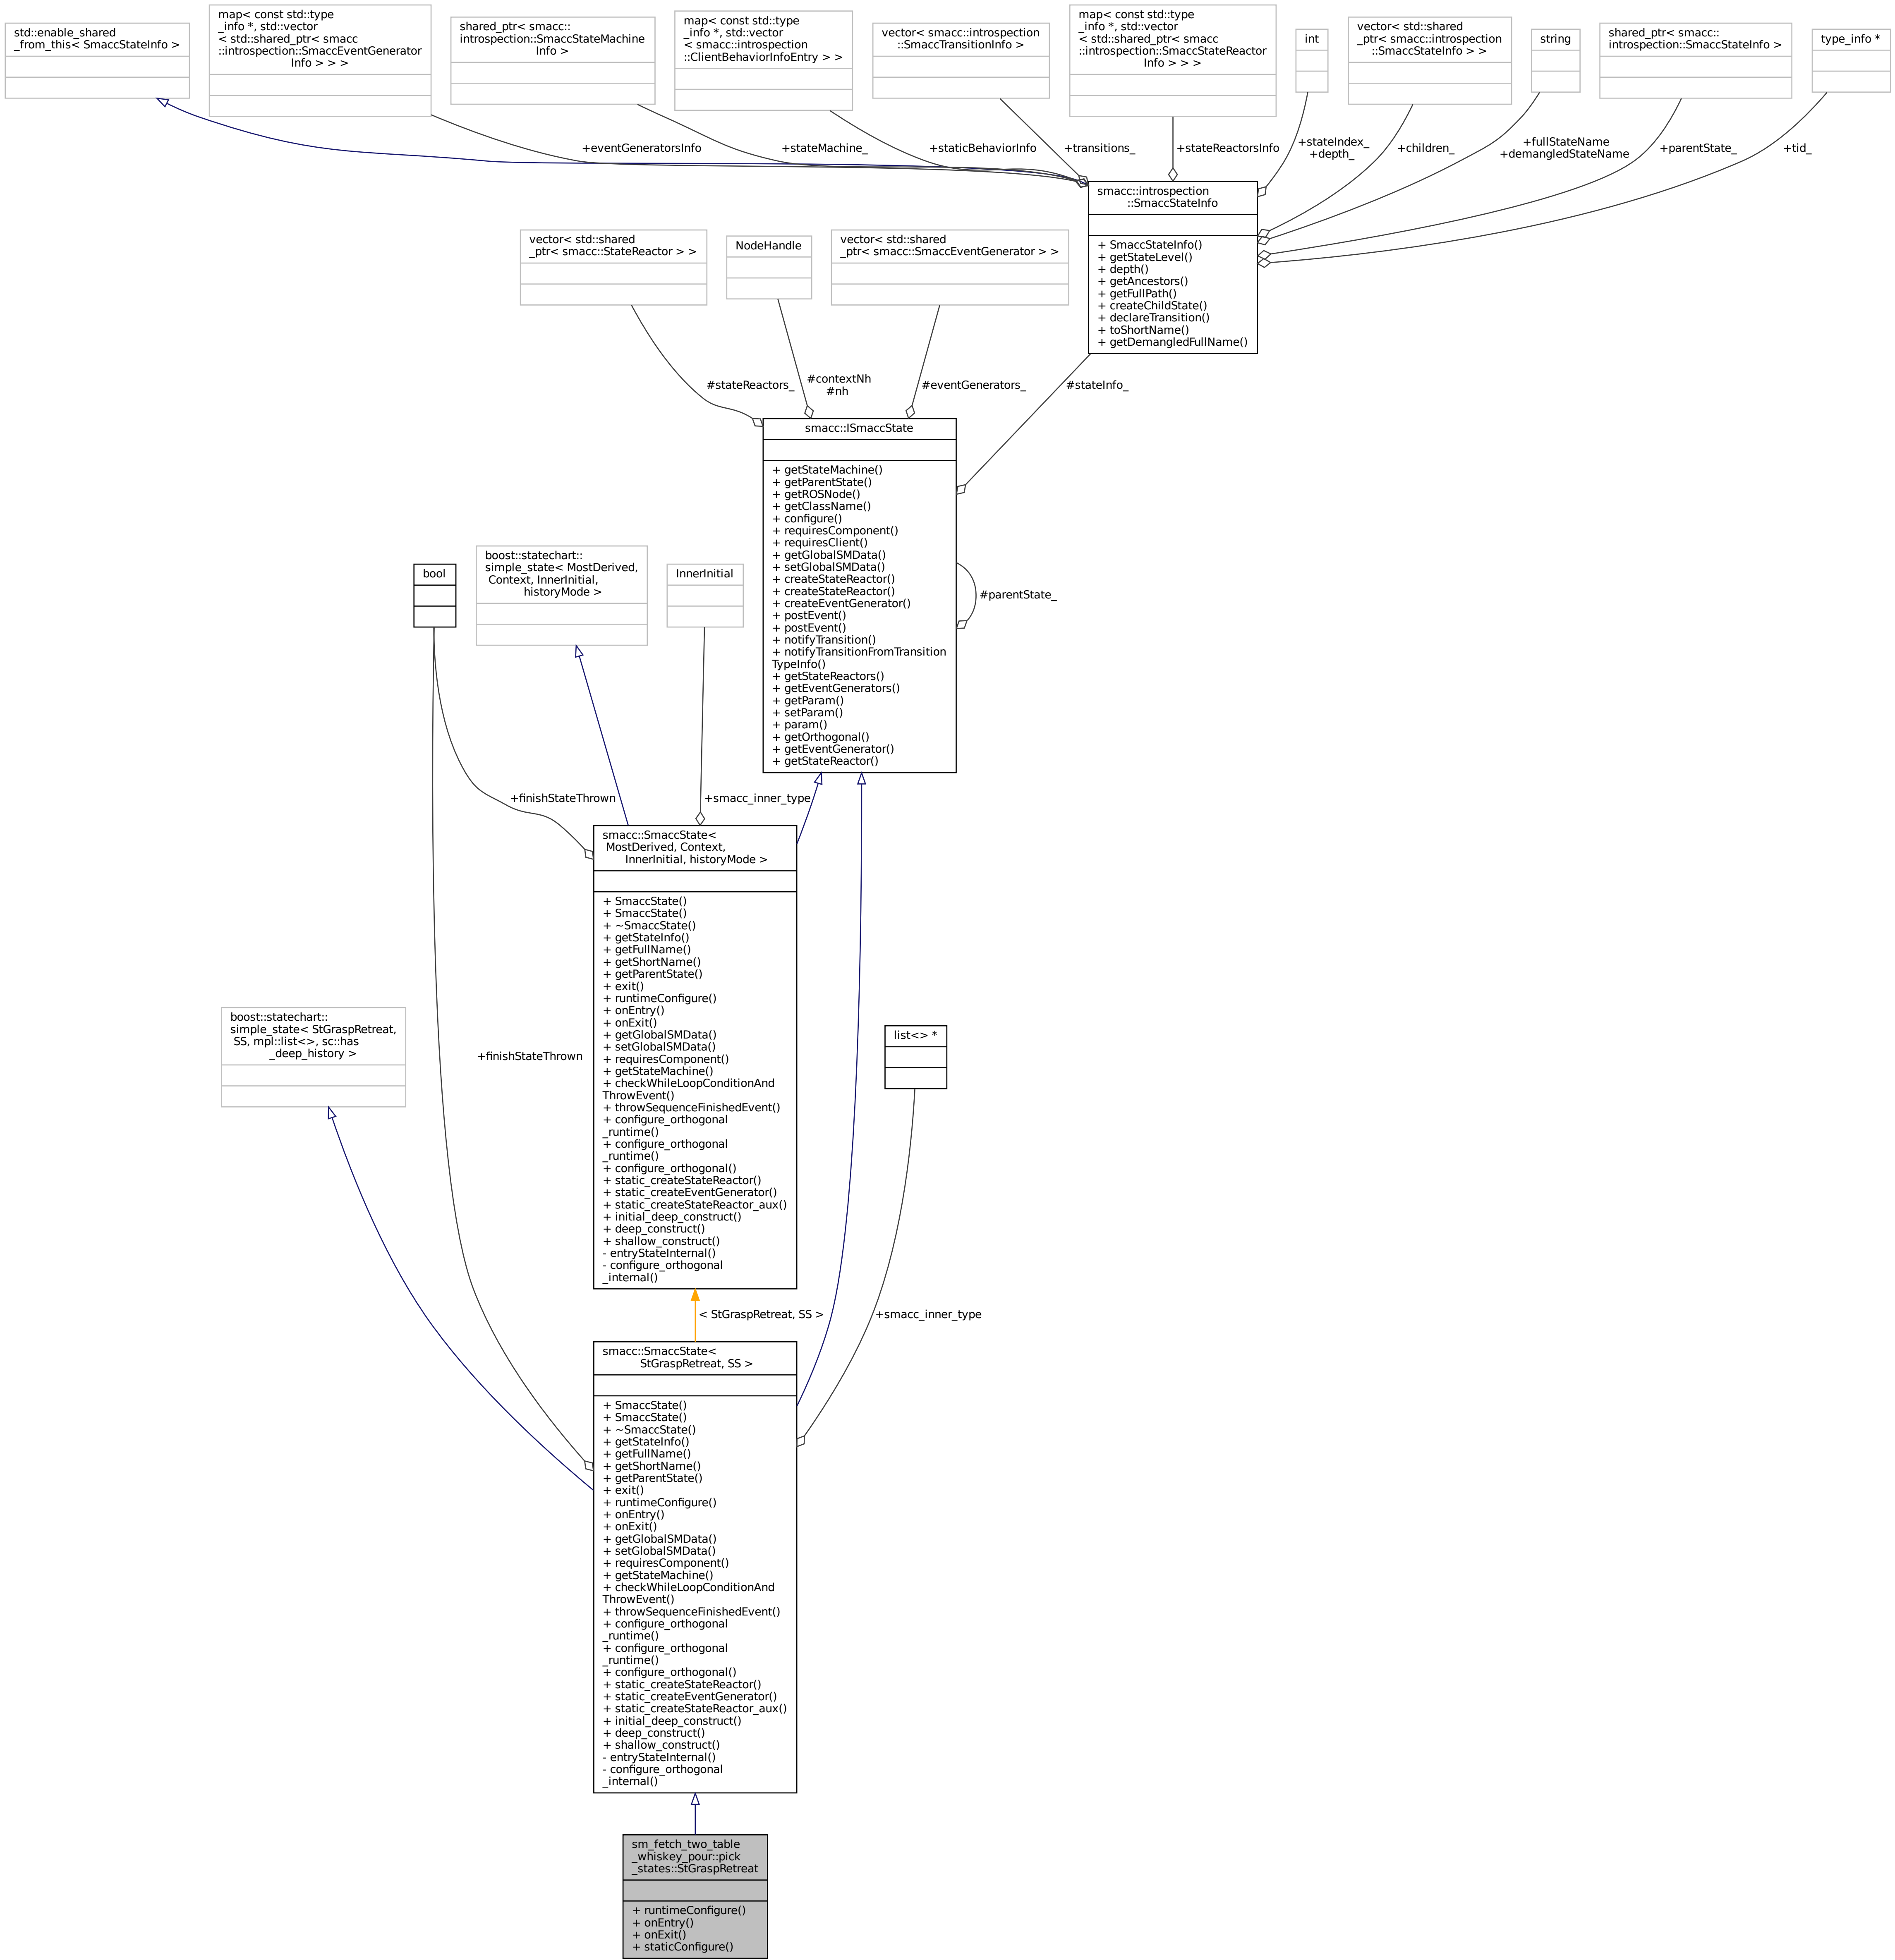 std::enable_shared
_from_this< SmaccStateInfo >
map< const std::type
_info *, std::vector
< std::shared_ptr< smacc
::introspection::SmaccEventGenerator
Info > > >
shared_ptr< smacc::
introspection::SmaccStateMachine
Info >
map< const std::type
_info *, std::vector
< smacc::introspection
::ClientBehaviorInfoEntry > >
vector< smacc::introspection
::SmaccTransitionInfo >
map< const std::type
_info *, std::vector
< std::shared_ptr< smacc
::introspection::SmaccStateReactor
Info > > >
int
vector< std::shared
_ptr< smacc::introspection
::SmaccStateInfo > >
string
shared_ptr< smacc::
introspection::SmaccStateInfo >
type_info *
+eventGeneratorsInfo
+stateMachine_
+staticBehaviorInfo
+transitions_
+stateReactorsInfo
+stateIndex_
+depth_
+children_
+fullStateName
+demangledStateName
+parentState_
+tid_
smacc::introspection
::SmaccStateInfo
+ SmaccStateInfo()
+ getStateLevel()
+ depth()
+ getAncestors()
+ getFullPath()
+ createChildState()
+ declareTransition()
+ toShortName()
+ getDemangledFullName()
vector< std::shared
_ptr< smacc::StateReactor > >
NodeHandle
vector< std::shared
_ptr< smacc::SmaccEventGenerator > >
#stateReactors_
#contextNh
#nh
#eventGenerators_
#stateInfo_
smacc::ISmaccState
+ getStateMachine()
+ getParentState()
+ getROSNode()
+ getClassName()
+ configure()
+ requiresComponent()
+ requiresClient()
+ getGlobalSMData()
+ setGlobalSMData()
+ createStateReactor()
+ createStateReactor()
+ createEventGenerator()
+ postEvent()
+ postEvent()
+ notifyTransition()
+ notifyTransitionFromTransition
TypeInfo()
+ getStateReactors()
+ getEventGenerators()
+ getParam()
+ setParam()
+ param()
+ getOrthogonal()
+ getEventGenerator()
+ getStateReactor()
#parentState_
bool
boost::statechart::
simple_state< MostDerived,
Context, InnerInitial,
historyMode >
InnerInitial
+finishStateThrown
+smacc_inner_type
smacc::SmaccState<
MostDerived, Context,
InnerInitial, historyMode >
+ SmaccState()
+ SmaccState()
+ ~SmaccState()
+ getStateInfo()
+ getFullName()
+ getShortName()
+ getParentState()
+ exit()
+ runtimeConfigure()
+ onEntry()
+ onExit()
+ getGlobalSMData()
+ setGlobalSMData()
+ requiresComponent()
+ getStateMachine()
+ checkWhileLoopConditionAnd
ThrowEvent()
+ throwSequenceFinishedEvent()
+ configure_orthogonal
_runtime()
+ configure_orthogonal
_runtime()
+ configure_orthogonal()
+ static_createStateReactor()
+ static_createEventGenerator()
+ static_createStateReactor_aux()
+ initial_deep_construct()
+ deep_construct()
+ shallow_construct()
- entryStateInternal()
- configure_orthogonal
_internal()
boost::statechart::
simple_state< StGraspRetreat,
SS, mpl::list<>, sc::has
_deep_history >
+finishStateThrown
list<> *
< StGraspRetreat, SS >
+smacc_inner_type
smacc::SmaccState<
StGraspRetreat, SS >
+ SmaccState()
+ SmaccState()
+ ~SmaccState()
+ getStateInfo()
+ getFullName()
+ getShortName()
+ getParentState()
+ exit()
+ runtimeConfigure()
+ onEntry()
+ onExit()
+ getGlobalSMData()
+ setGlobalSMData()
+ requiresComponent()
+ getStateMachine()
+ checkWhileLoopConditionAnd
ThrowEvent()
+ throwSequenceFinishedEvent()
+ configure_orthogonal
_runtime()
+ configure_orthogonal
_runtime()
+ configure_orthogonal()
+ static_createStateReactor()
+ static_createEventGenerator()
+ static_createStateReactor_aux()
+ initial_deep_construct()
+ deep_construct()
+ shallow_construct()
- entryStateInternal()
- configure_orthogonal
_internal()
sm_fetch_two_table
_whiskey_pour::pick
_states::StGraspRetreat
+ runtimeConfigure()
+ onEntry()
+ onExit()
+ staticConfigure()